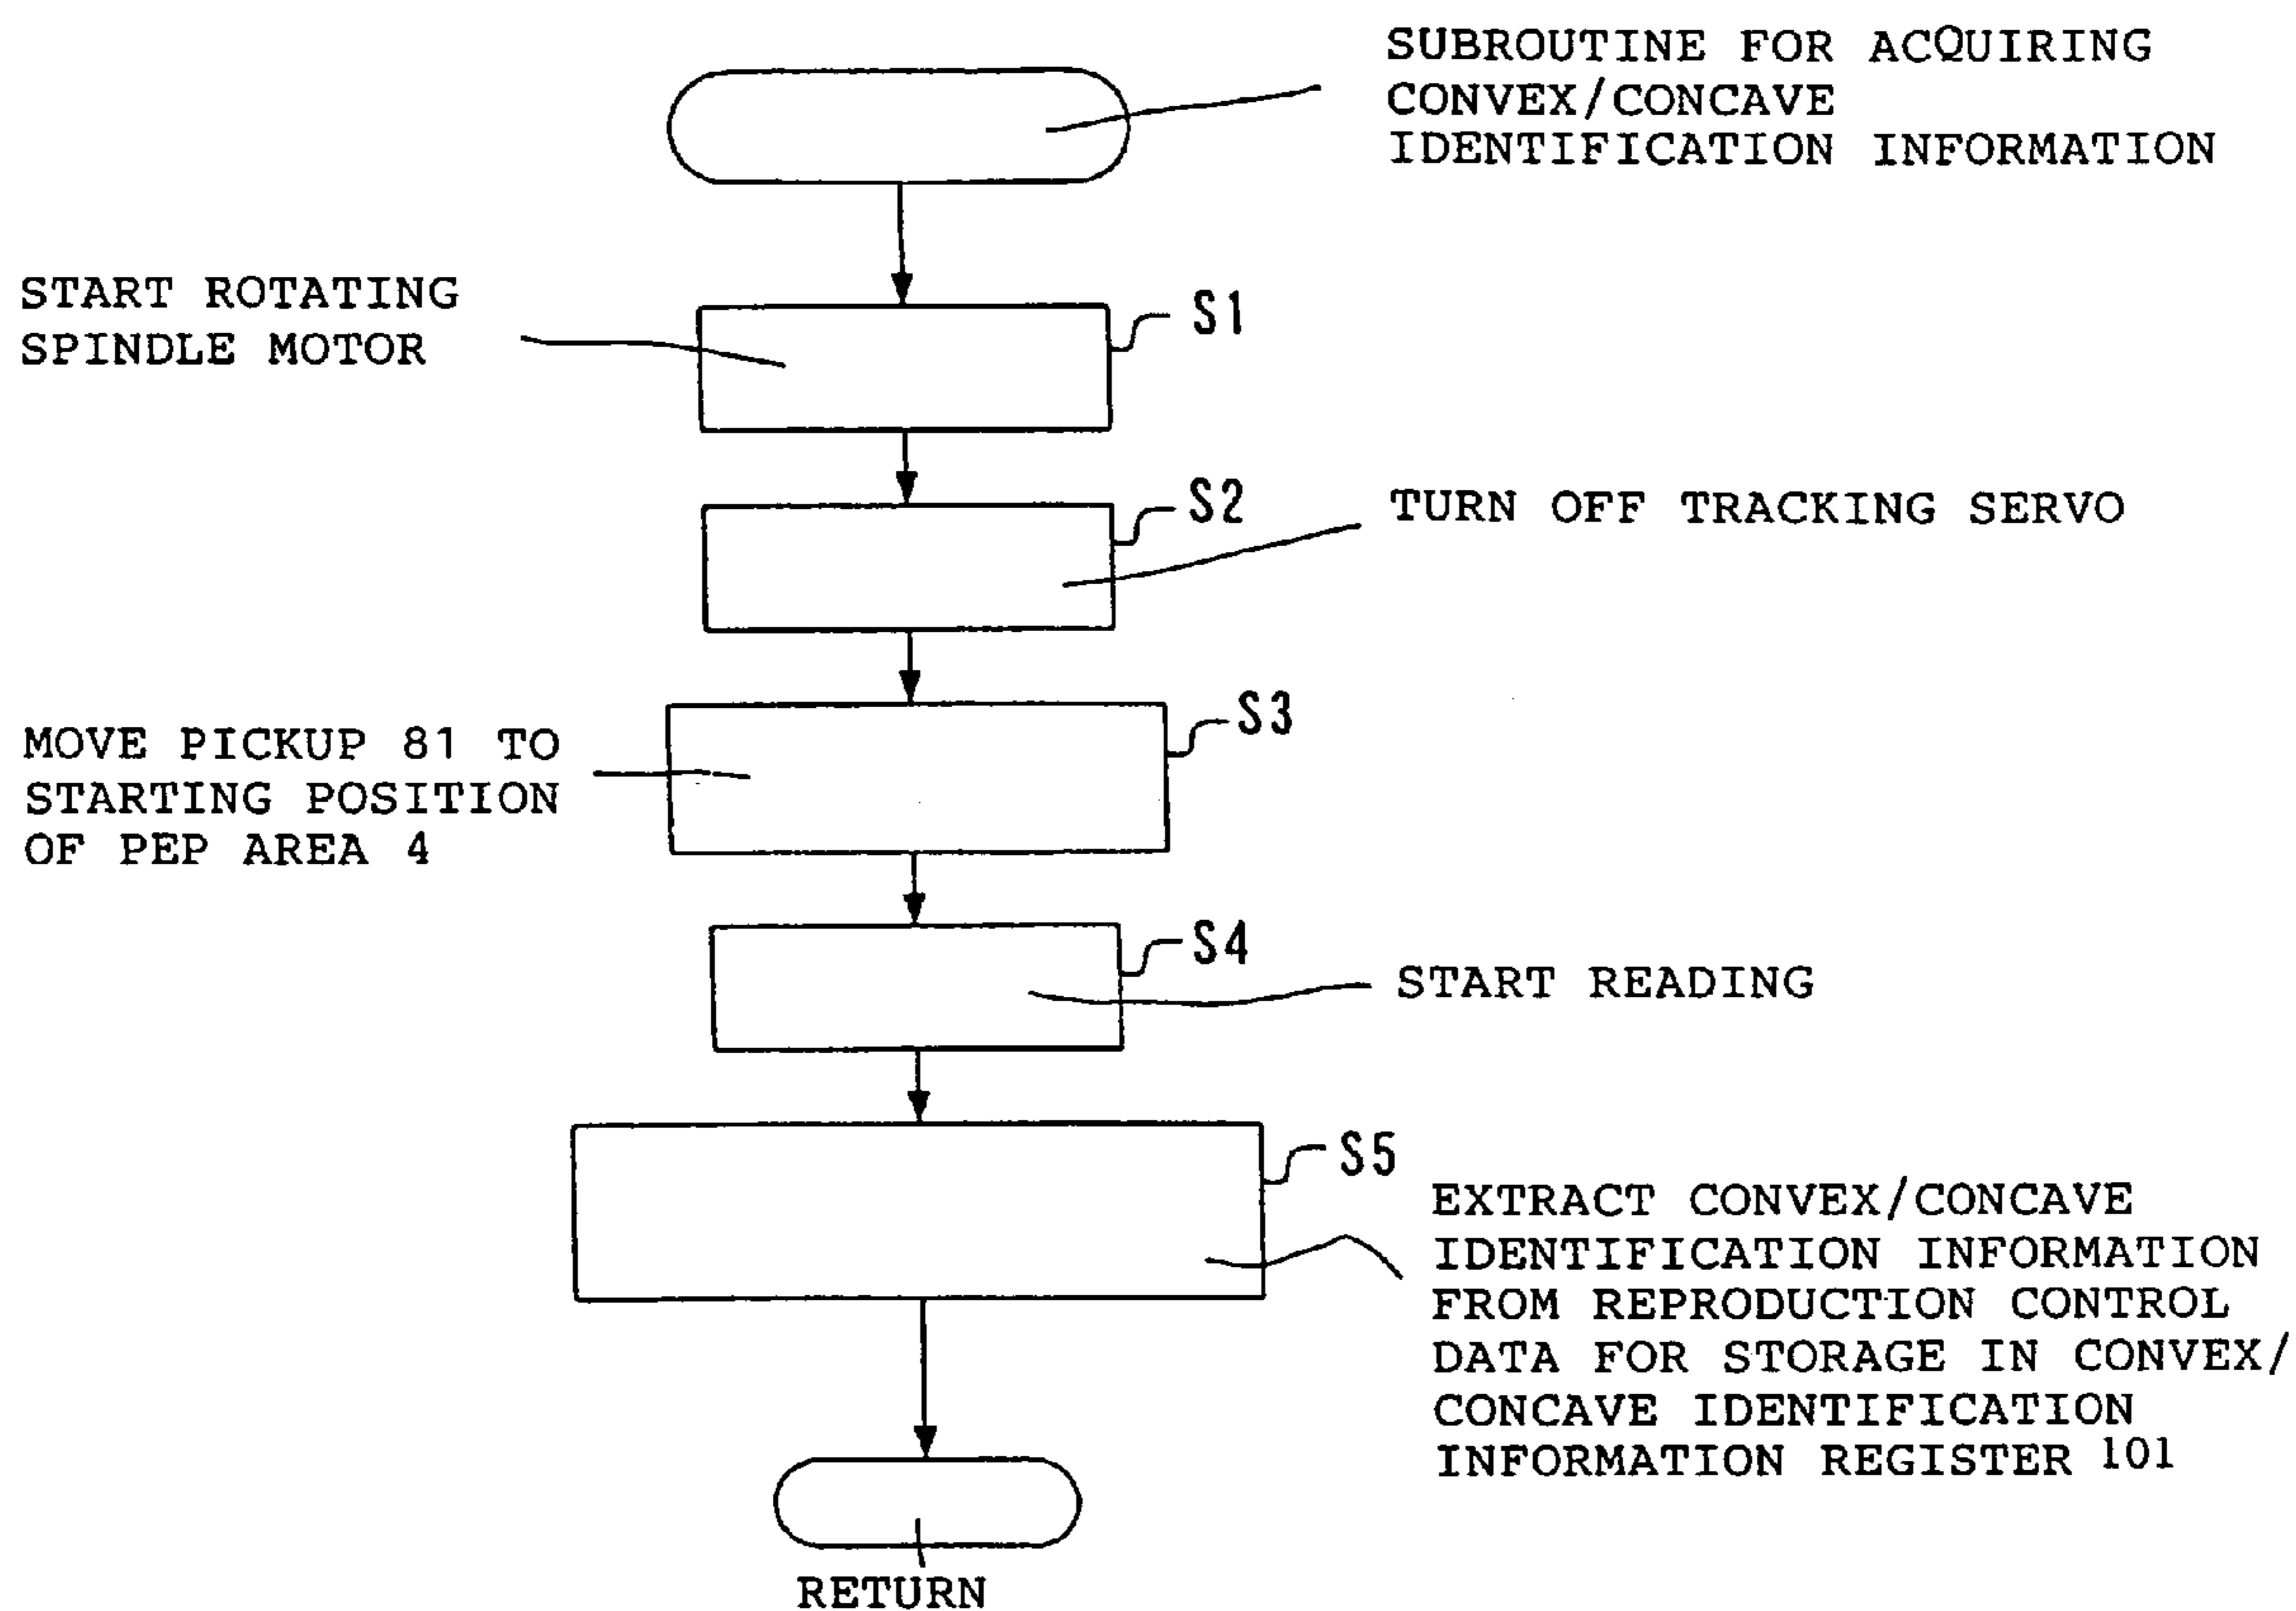 SUBROUTINE FOR ACQUIRING
CONVEX/CONCAVE
IDENTIFICATION INFORMATION
START ROTATING
SPINDLE MOTOR
S1
S2
TURN OFF TRACKING SERVO
S3
MOVE PICKUP 81 TO
STARTING POSITION
OF PEP AREA 4
S4
START READING
S5
EXTRACT CONVEX/CONCAVE
IDENTIFICATION INFORMATION
FROM REPRODUCTION CONTROL
DATA FOR STORAGE IN CONVEX/
CONCAVE IDENTIFICATION
INFORMATION REGISTER 101
RETURN